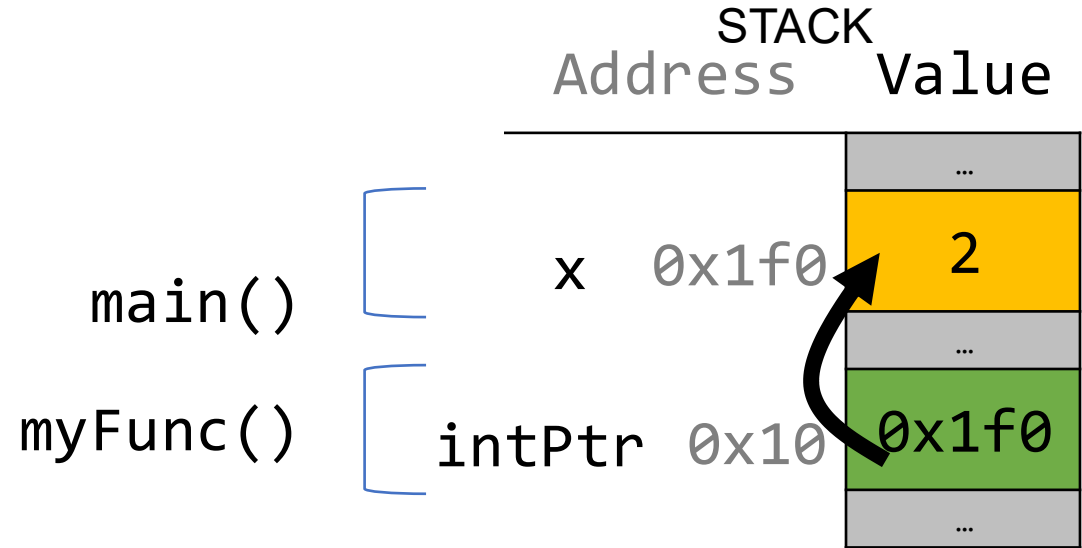 STACK
Address Value
…
main() x 0x1f0 2
…
myFunc() intPtr 0x10 0x1f0
…